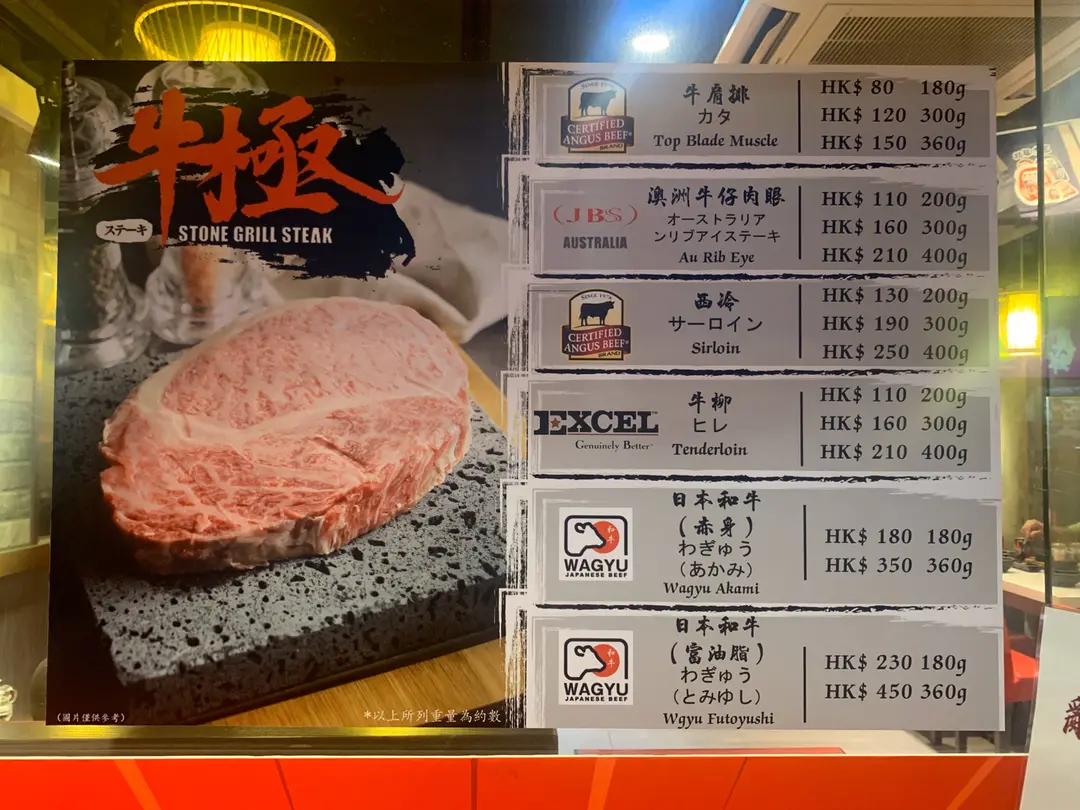 牛極
ステーキ
STONE GRILL STEAK
(圖片僅供參考)
*以上所列重量為約數
SINCE 1978
CERTIFIED
ANGUS BEEF®
BRAND
牛肩排
カタ
Top Blade Muscle
HK$ 80 180g
HK$ 120 300g
HK$ 150 360g
(JBS)
AUSTRALIA
澳洲牛仔肉眼
オーストラリア
ンリブアイステーキ
Au Rib Eye
HK$ 110 200g
HK$ 160 300g
HK$ 210 400g
SINCE 1978
CERTIFIED
ANGUS BEEF®
BRAND
西冷
サーロイン
Sirloin
HK$ 130 200g
HK$ 190 300g
HK$ 250 400g
EXCEL
Genuinely Better™
牛柳
ヒレ
Tenderloin
HK$ 110 200g
HK$ 160 300g
HK$ 210 400g
和牛
WAGYU
JAPANESE BEEF
日本和牛
(赤身)
わぎゅう
(あかみ)
Wagyu Akami
HK$ 180 180g
HK$ 350 360g
和牛
WAGYU
JAPANESE BEEF
日本和牛
(富油脂)
わぎゅう
(とみゆし)
Wgyu Futoyushi
HK$ 230 180g
HK$ 450 360g